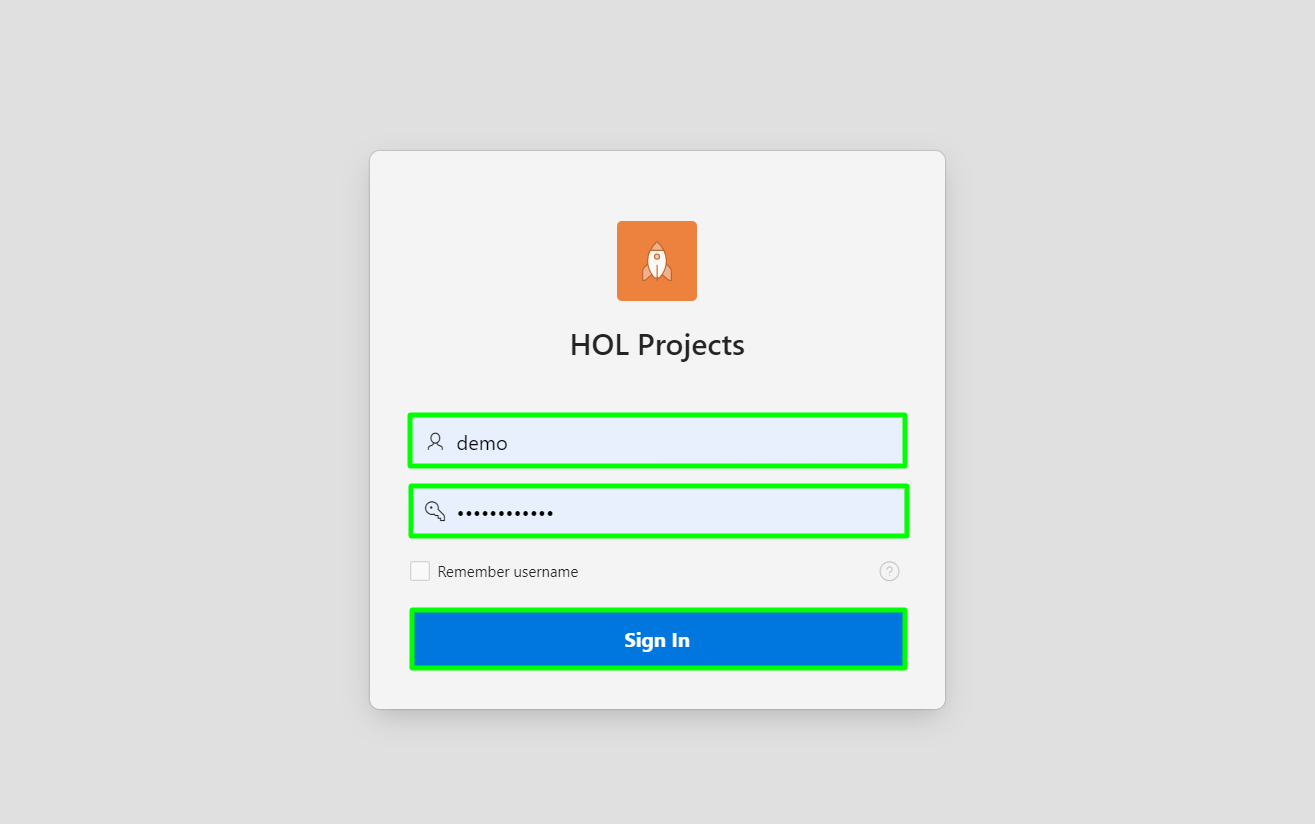 HOL Projects
demo
••••••••••••
Remember username
?
Sign In